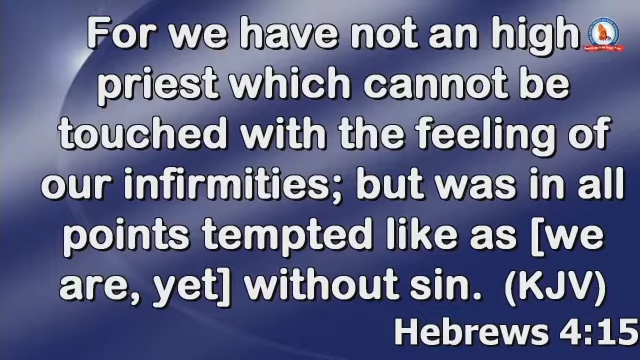 For we have not an high
priest which cannot be
touched with the feeling of
our infirmities; but was in all
points tempted like as [we
are, yet] without sin. (KJV)
Hebrews 4:15